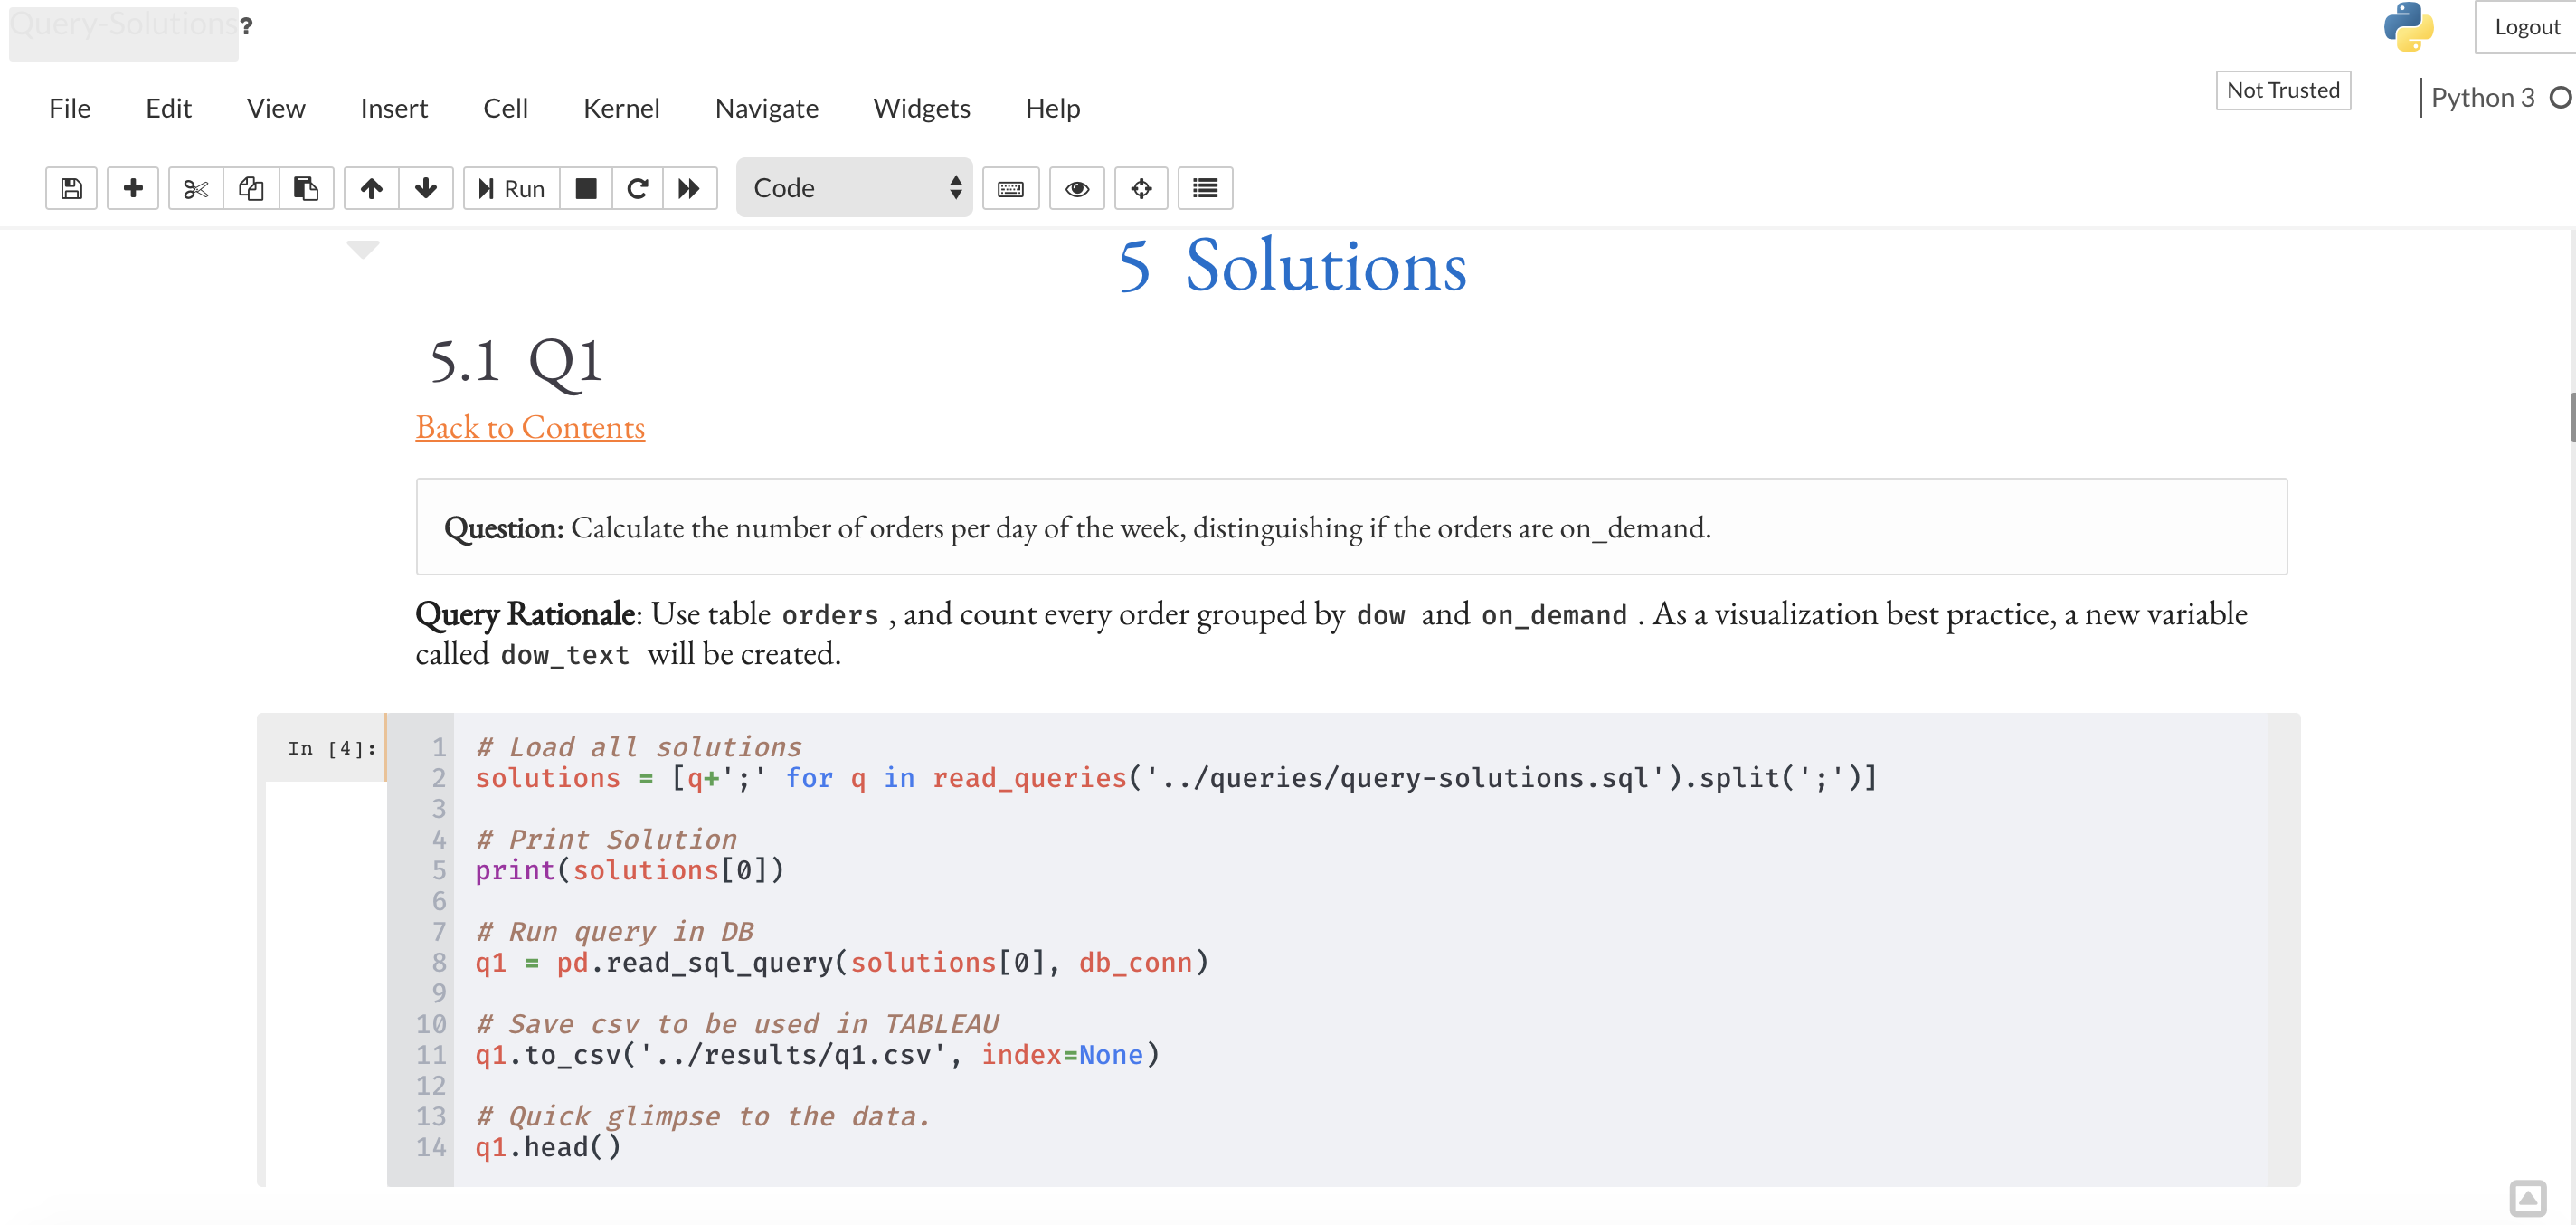 Query-Solutions?
Logout
File Edit View Insert Cell Kernel Navigate Widgets Help
Not Trusted
Python 3
Run
Code
5 Solutions
5.1 Q1
Back to Contents
Question: Calculate the number of orders per day of the week, distinguishing if the orders are on_demand.
Query Rationale: Use table orders , and count every order grouped by dow and on_demand . As a visualization best practice, a new variable
called dow_text will be created.
In [4]:
1 # Load all solutions
2 solutions = [q+';' for q in read_queries('../queries/query-solutions.sql').split(';')]
3
4 # Print Solution
5 print(solutions[0])
6
7 # Run query in DB
8 q1 = pd.read_sql_query(solutions[0], db_conn)
9
10 # Save csv to be used in TABLEAU
11 q1.to_csv('../results/q1.csv', index=None)
12
13 # Quick glimpse to the data.
14 q1.head()